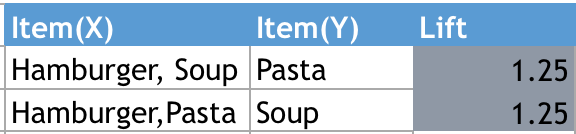 Item(X) Item(Y) Lift
Hamburger, Soup Pasta 1.25
Hamburger,Pasta Soup 1.25